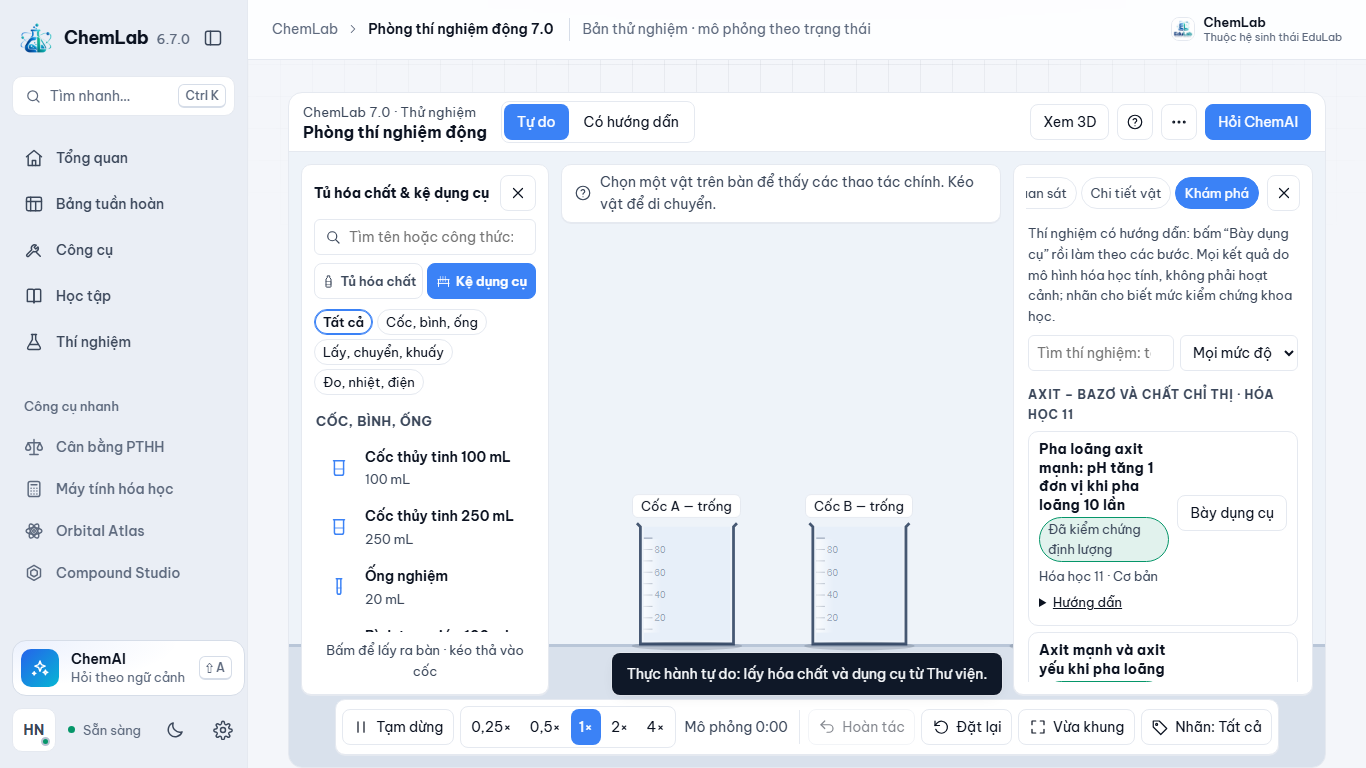 ChemLab 6.7.0
Tìm nhanh... Ctrl K
Tổng quan
Bảng tuần hoàn
Công cụ
Học tập
Thí nghiệm
Công cụ nhanh
Cân bằng PTHH
Máy tính hóa học
Orbital Atlas
Compound Studio
ChemAI
Hỏi theo ngữ cảnh
⇧A
HN
Sẵn sàng
ChemLab > Phòng thí nghiệm động 7.0
Bản thử nghiệm · mô phỏng theo trạng thái
EduLab
ChemLab
Thuộc hệ sinh thái EduLab
ChemLab 7.0 · Thử nghiệm
Phòng thí nghiệm động
Tự do
Có hướng dẫn
Xem 3D
Hỏi ChemAI
Tủ hóa chất & kệ dụng cụ
Tìm tên hoặc công thức:
Tủ hóa chất
Kệ dụng cụ
Tất cả
Cốc, bình, ống
Lấy, chuyển, khuấy
Đo, nhiệt, điện
CỐC, BÌNH, ỐNG
Cốc thủy tinh 100 mL
100 mL
Cốc thủy tinh 250 mL
250 mL
Ống nghiệm
20 mL
Bấm để lấy ra bàn · kéo thả vào
cốc
Chọn một vật trên bàn để thấy các thao tác chính. Kéo
vật để di chuyển.
Cốc A — trống
80
60
40
20
Cốc B — trống
80
60
40
20
Thực hành tự do: lấy hóa chất và dụng cụ từ Thư viện.
uan sát
Chi tiết vật
Khám phá
Thí nghiệm có hướng dẫn: bấm “Bày dụng
cụ” rồi làm theo các bước. Mọi kết quả do
mô hình hóa học tính, không phải hoạt
cảnh; nhãn cho biết mức kiểm chứng khoa
học.
Tìm thí nghiệm: t
Mọi mức độ
AXIT – BAZƠ VÀ CHẤT CHỈ THỊ · HÓA
HỌC 11
Pha loãng axit
mạnh: pH tăng 1
đơn vị khi pha
loãng 10 lần
Đã kiểm chứng
định lượng
Hóa học 11 · Cơ bản
Hướng dẫn
Bày dụng cụ
Axit mạnh và axit
yếu khi pha loãng
Tạm dừng
0,25×
0,5×
1×
2×
4×
Mô phỏng 0:00
Hoàn tác
Đặt lại
Vừa khung
Nhãn: Tất cả